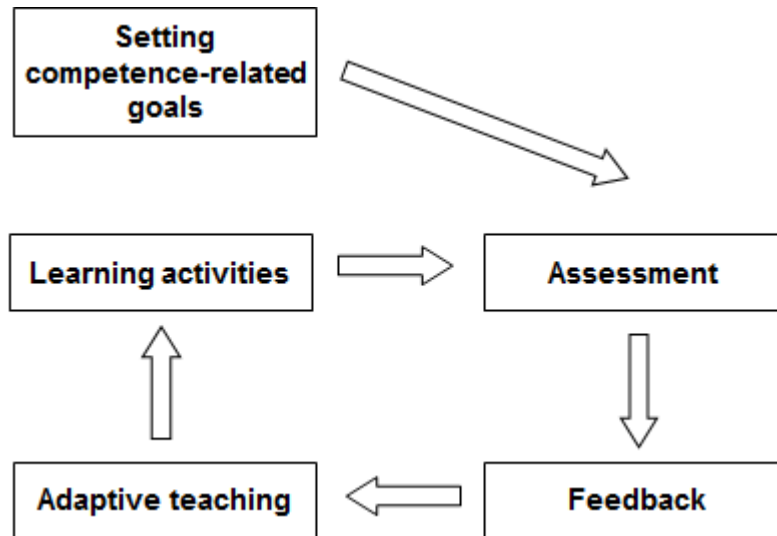 Setting
competence-related
goals
Learning activities
Assessment
Adaptive teaching
Feedback